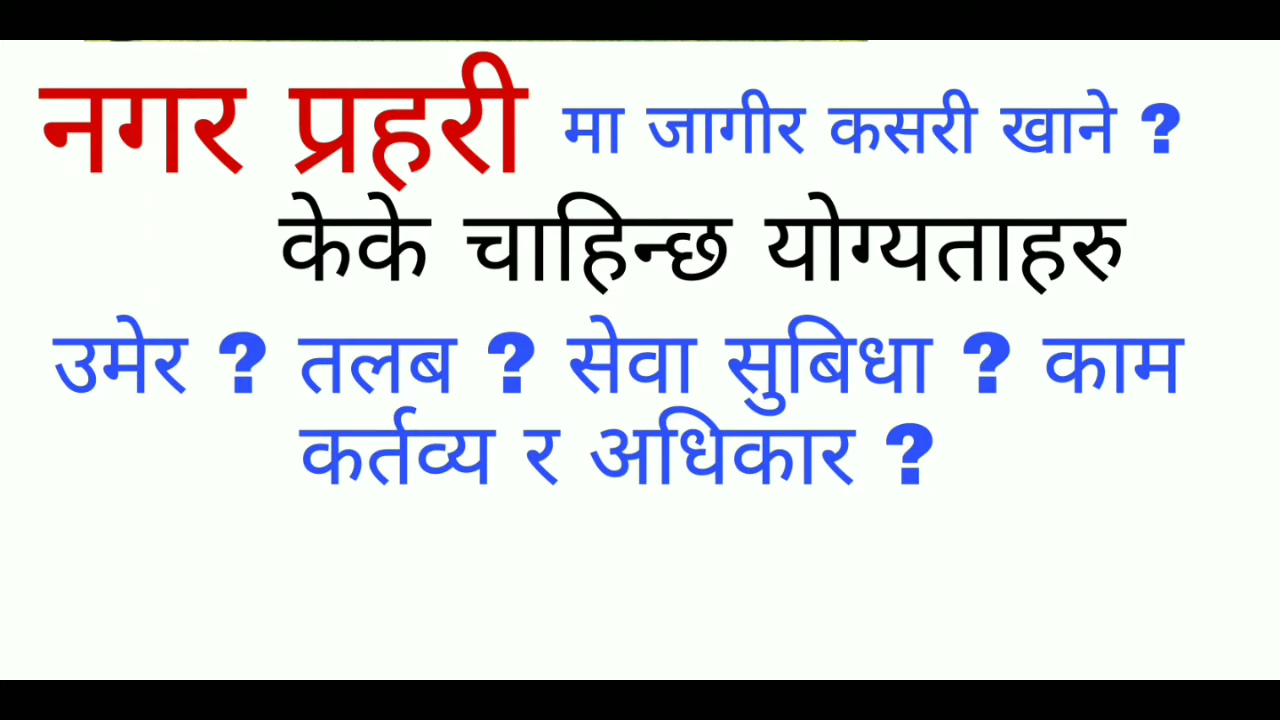 नगर प्रहरी मा जागीर कसरी खाने ?
केके चाहिन्छ योग्यताहरु
उमेर ? तलब ? सेवा सुबिधा ? काम
कर्तव्य र अधिकार ?